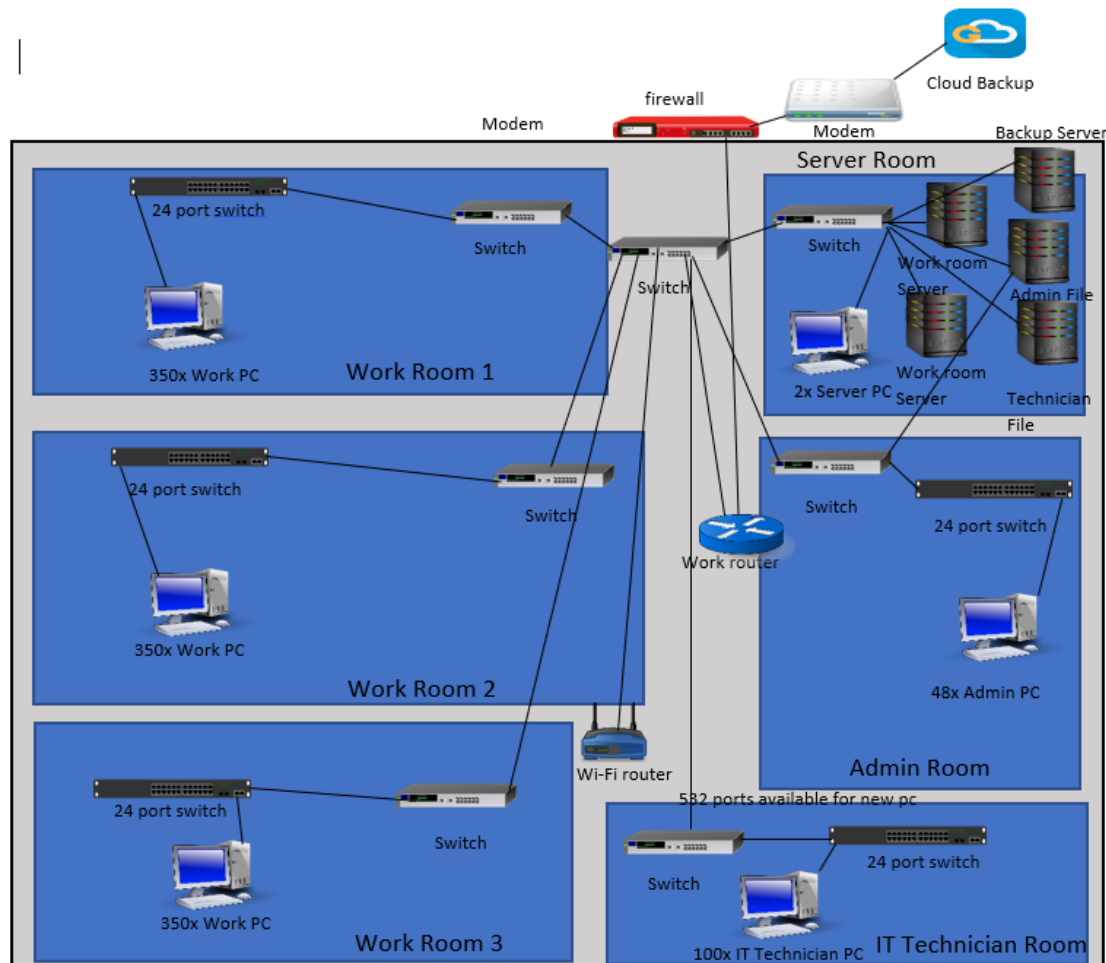 Cloud Backup
firewall
Modem
Modem
Backup Server
Server Room
24 port switch
Switch
Switch
Switch
Work room
Server
Admin File
350x Work PC
Work Room 1
2x Server PC
Work room
Server
Technician
File
24 port switch
Switch
Switch
24 port switch
Work router
350x Work PC
Work Room 2
48x Admin PC
Wi-Fi router
Admin Room
532 ports available for new pc
24 port switch
Switch
24 port switch
Switch
350x Work PC
Work Room 3
100x IT Technician PC
IT Technician Room